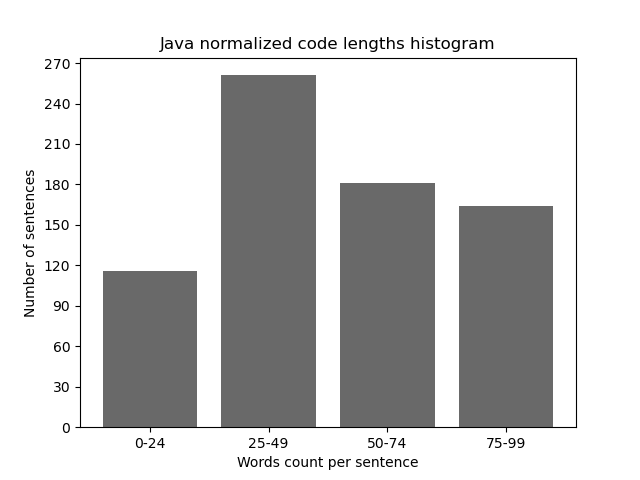 Java normalized code lengths histogram
270
240
210
180
150
120
90
60
30
0
Number of sentences
0-24 25-49 50-74 75-99
Words count per sentence